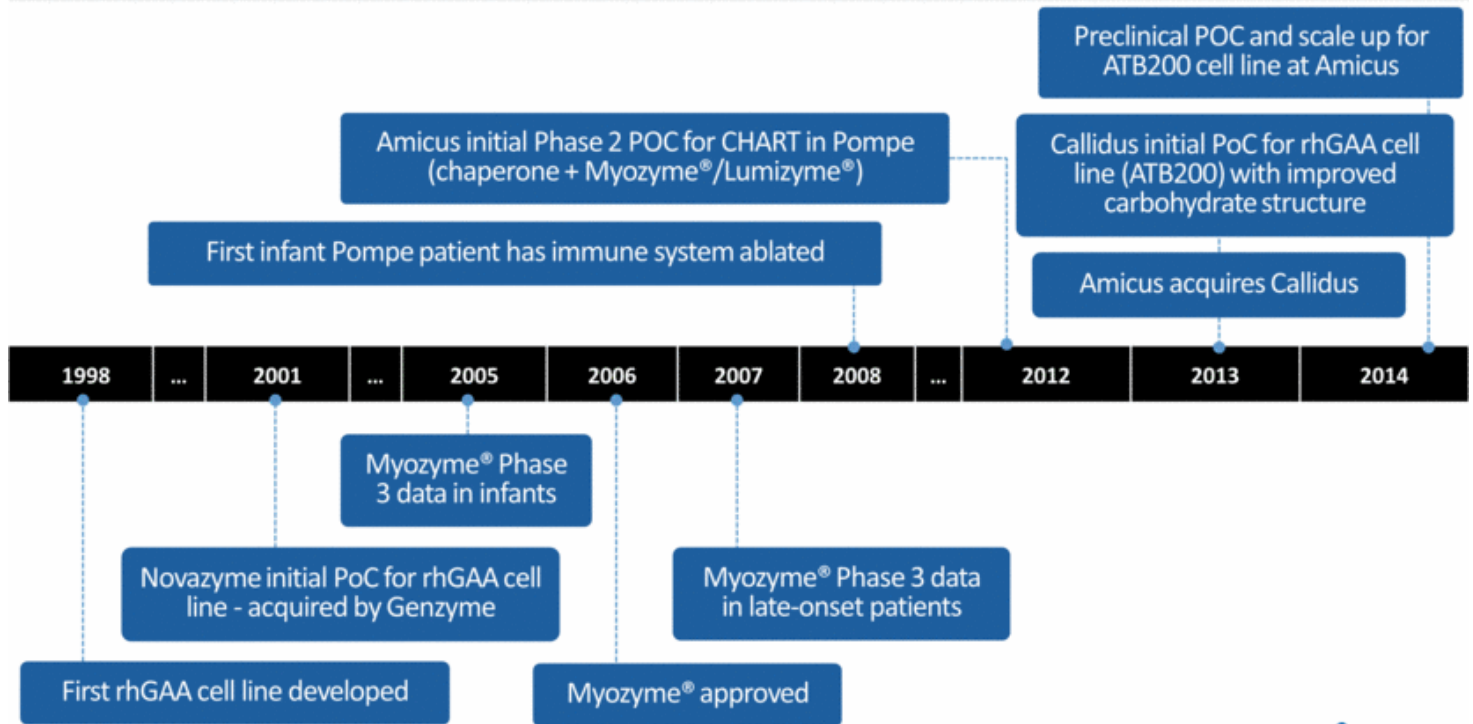 Preclinical POC and scale up for
ATB200 cell line at Amicus
Amicus initial Phase 2 POC for CHART in Pompe
(chaperone + Myozyme®/Lumizyme®)
Callidus initial PoC for rhGAA cell
line (ATB200) with improved
carbohydrate structure
First infant Pompe patient has immune system ablated
Amicus acquires Callidus
1998 ... 2001 ... 2005 2006 2007 2008 ... 2012 2013 2014
Myozyme® Phase
3 data in infants
Novazyme initial PoC for rhGAA cell
line - acquired by Genzyme
Myozyme® Phase 3 data
in late-onset patients
First rhGAA cell line developed
Myozyme® approved